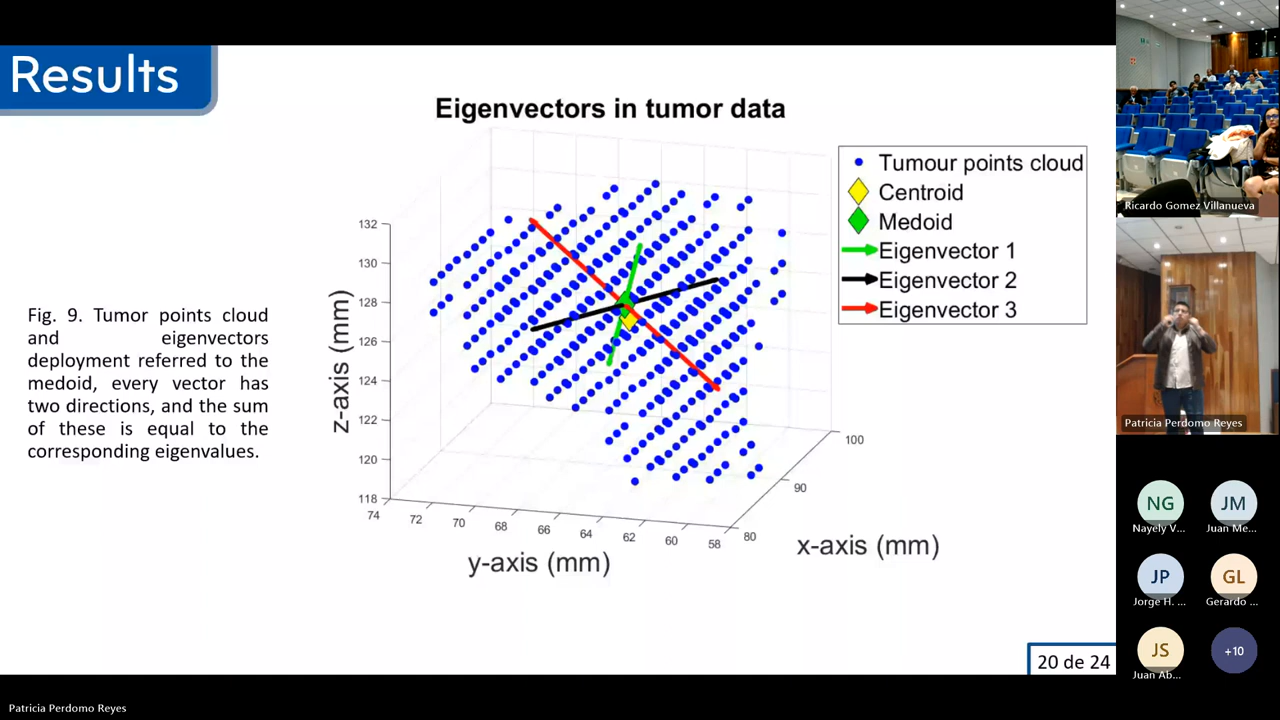 Results
Eigenvectors in tumor data
Tumour points cloud
Centroid
Medoid
Eigenvector 1
Eigenvector 2
Eigenvector 3
132
130
128
126
124
122
120
118
z-axis (mm)
74
72
70
68
66
64
62
60
58
y-axis (mm)
80
90
100
x-axis (mm)
Fig. 9. Tumor points cloud
and eigenvectors
deployment referred to the
medoid, every vector has
two directions, and the sum
of these is equal to the
corresponding eigenvalues.
20 de 24
Ricardo Gomez Villanueva
Patricia Perdomo Reyes
NG
Nayely V...
JM
Juan Me...
JP
Jorge H. ...
GL
Gerardo ...
JS
Juan Ab...
+10
Patricia Perdomo Reyes